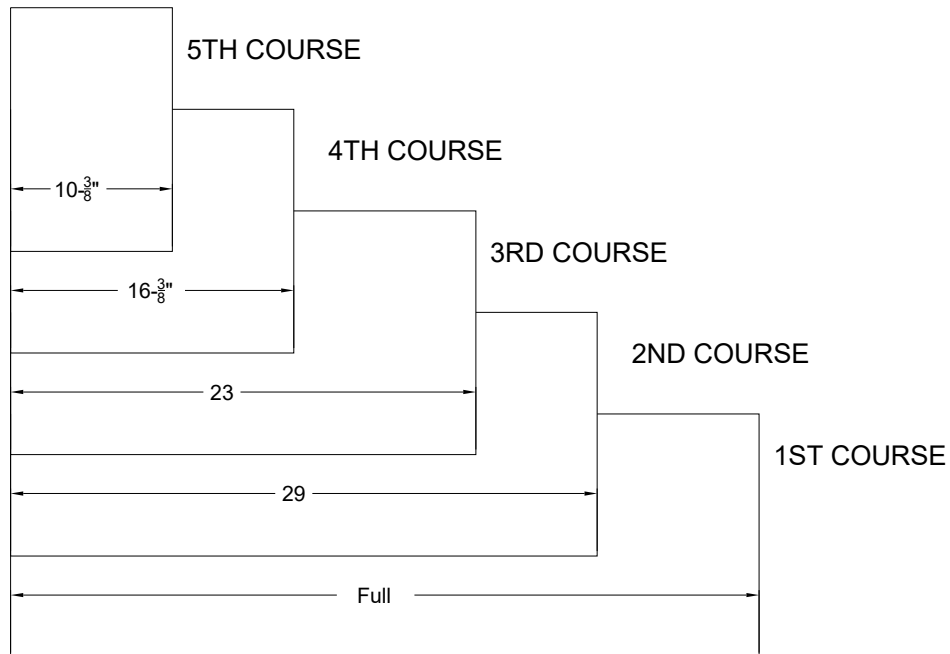 5TH COURSE
4TH COURSE
10-3/8"
3RD COURSE
16-3/8"
2ND COURSE
23
1ST COURSE
29
Full